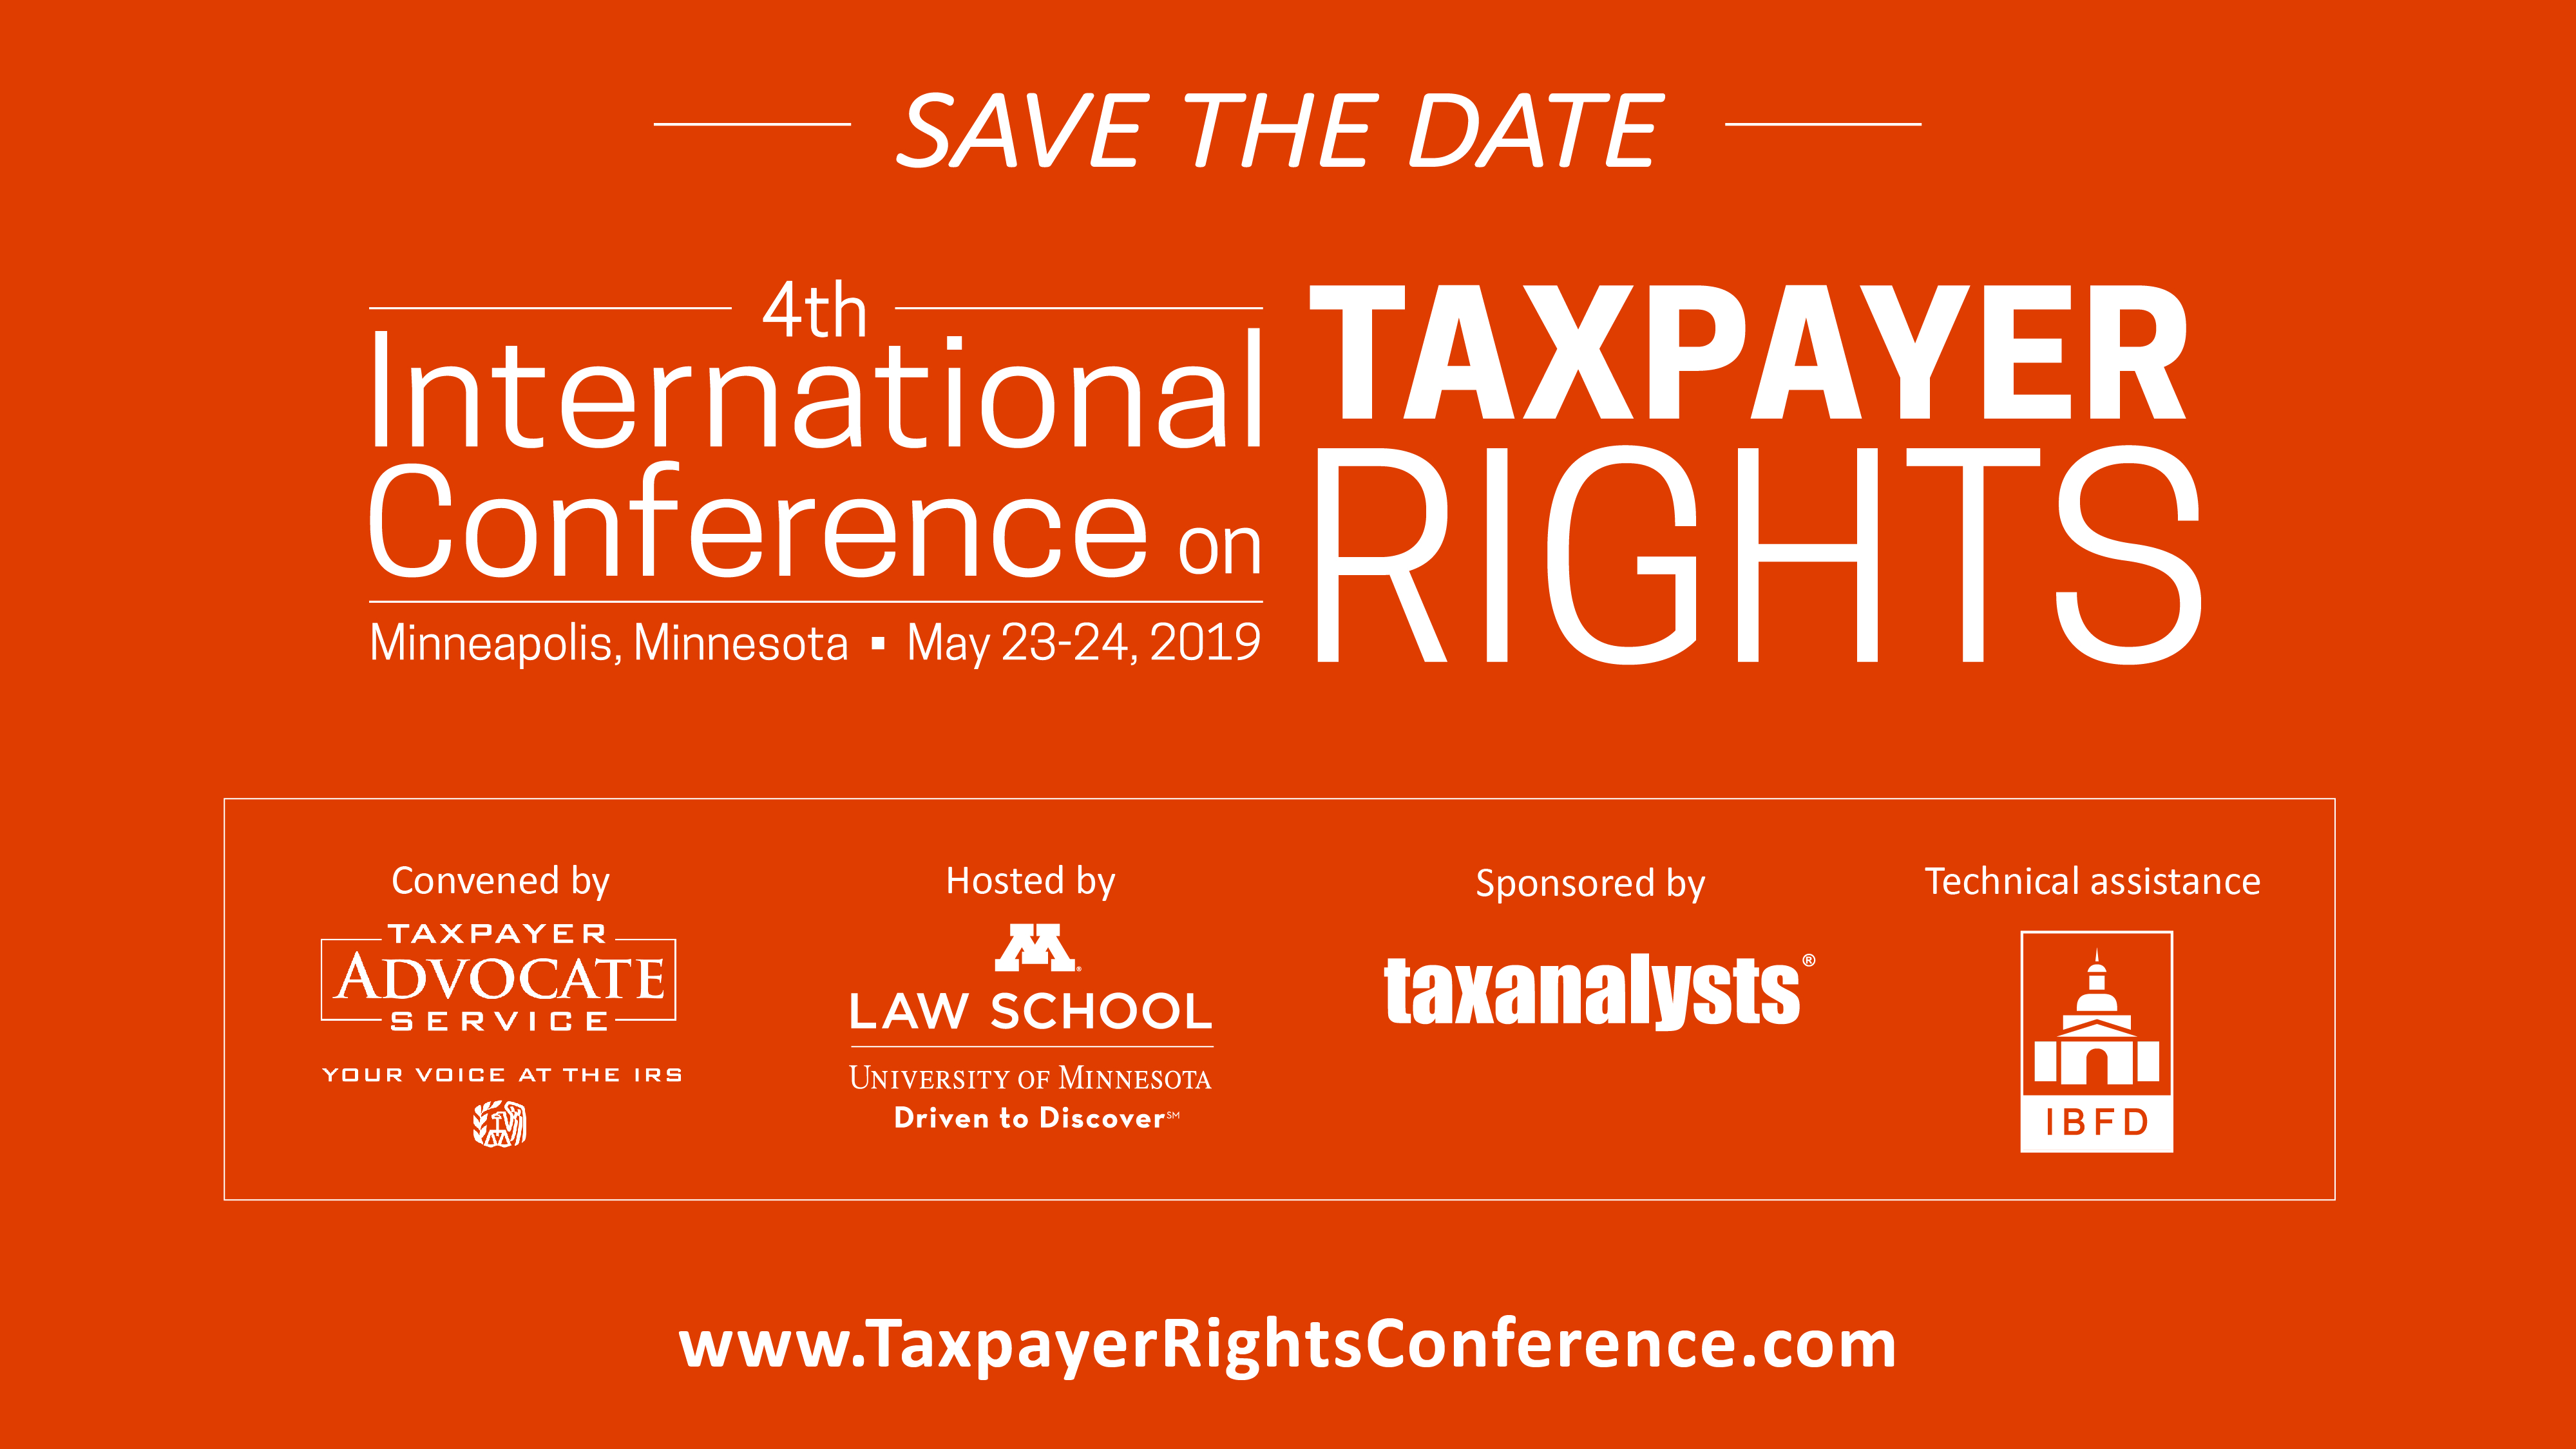 SAVE THE DATE
4th
International
Conference on
TAXPAYER
RIGHTS
Minneapolis, Minnesota ▪ May 23-24, 2019
Convened by
TAXPAYER
ADVOCATE
SERVICE
YOUR VOICE AT THE IRS
Hosted by
M®
LAW SCHOOL
UNIVERSITY OF MINNESOTA
Driven to Discover℠
Sponsored by
taxanalysts®
Technical assistance
IBFD
www.TaxpayerRightsConference.com